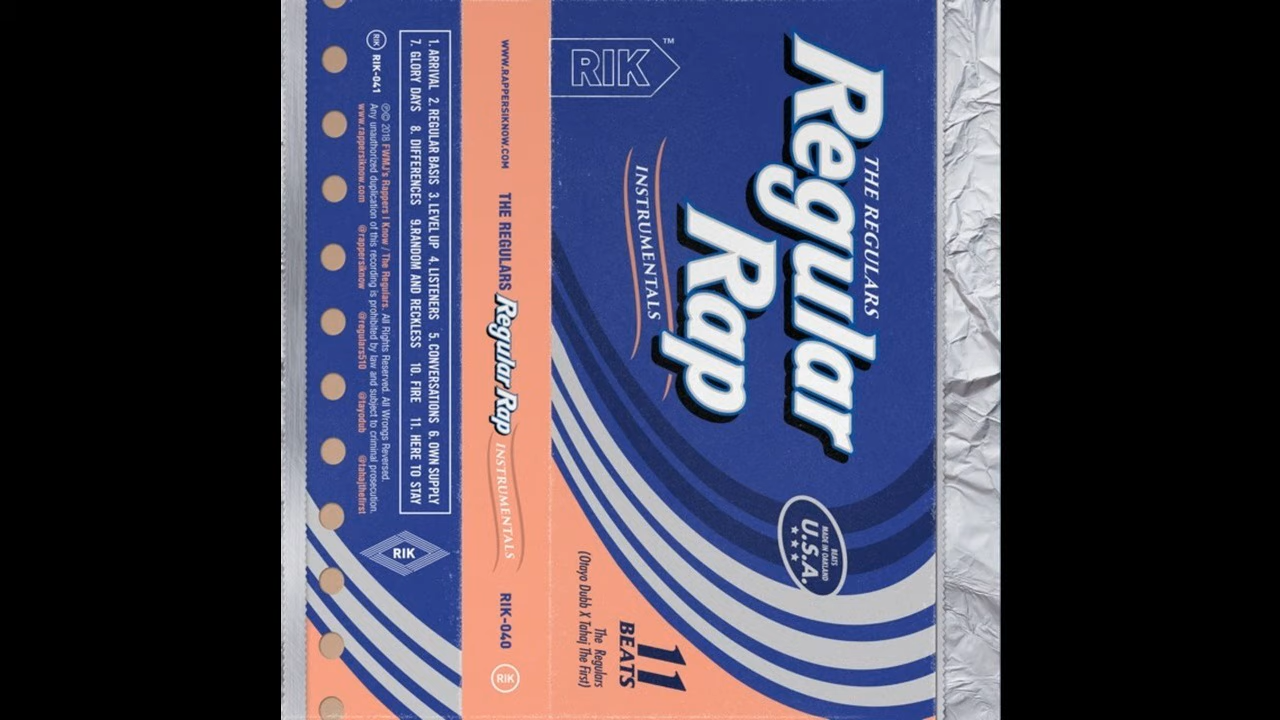 RIK™
THE REGULARS
Regular
Rap
INSTRUMENTALS
BEATS
MADE IN OAKLAND
U.S.A.
11
BEATS
The Regulars
(Otayo Dubb X Tahaj The First)
WWW.RAPPERSIKNOW.COM THE REGULARS Regular Rap INSTRUMENTALS RIK-040 RIK
1. ARRIVAL 2. REGULAR BASIS 3. LEVEL UP 4. LISTENERS 5. CONVERSATIONS 6. OWN SUPPLY
7. GLORY DAYS 8. DIFFERENCES 9.RANDOM AND RECKLESS 10. FIRE 11. HERE TO STAY
RIK RIK-041
℗© 2018 FWMJ's Rappers I Know / The Regulars. All Rights Reserved. All Wrongs Reversed.
Any unauthorized duplication of this recording is prohibited by law and subject to criminal prosecution.
www.rappersiknow.com @rappersiknow @regulars510 @tayodub @tahajthefirst
RIK